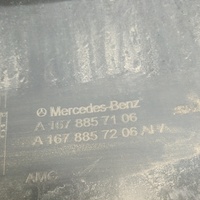 Mercedes-Benz
A 167 885 71 06
A 167 885 72 06
AMG